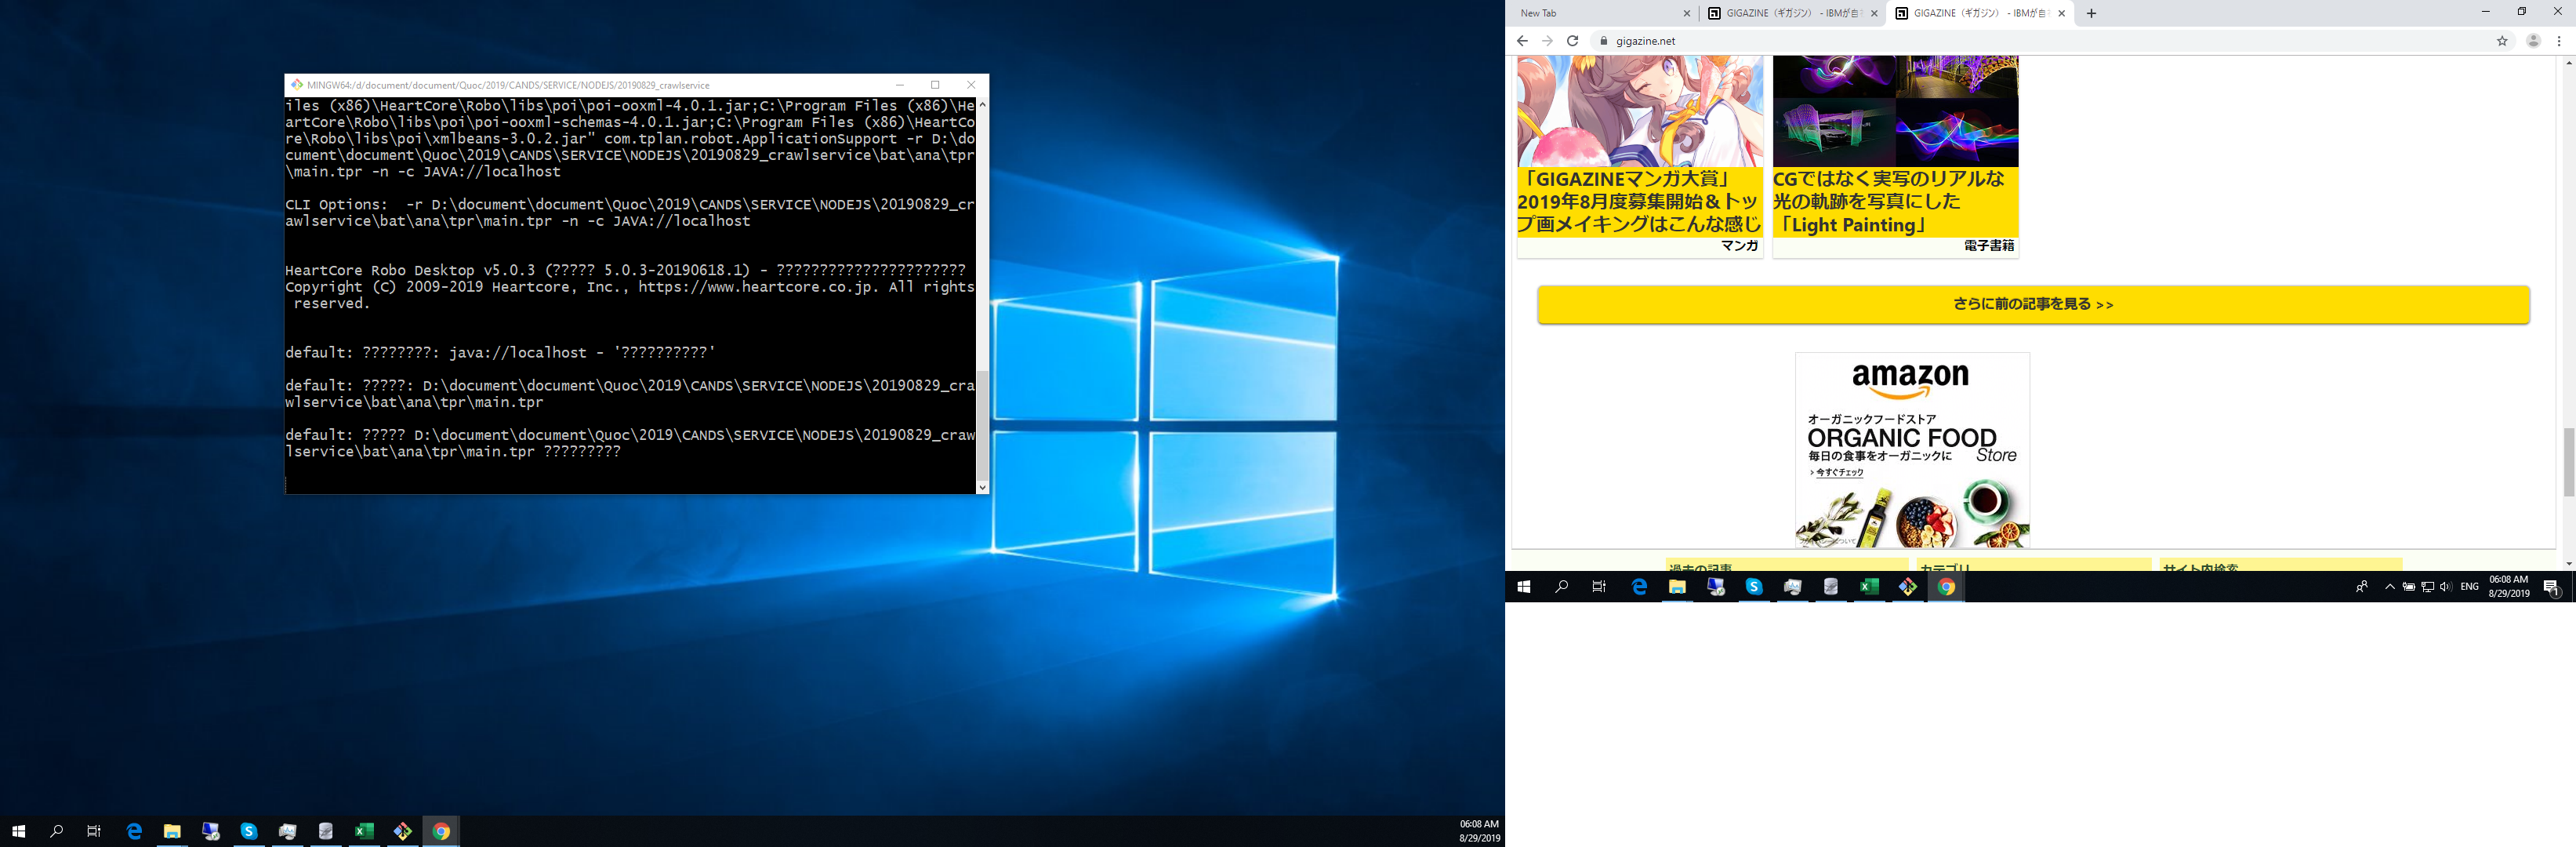 MINGW64:/d/document/document/Quoc/2019/CANDS/SERVICE/NODEJS/20190829_crawlservice
iles (x86)\HeartCore\Robo\libs\poi\poi-ooxml-4.0.1.jar;C:\Program Files (x86)\He
artCore\Robo\libs\poi\poi-ooxml-schemas-4.0.1.jar;C:\Program Files (x86)\HeartCo
re\Robo\libs\poi\xmlbeans-3.0.2.jar" com.tplan.robot.ApplicationSupport -r D:\do
cument\document\Quoc\2019\CANDS\SERVICE\NODEJS\20190829_crawlservice\bat\ana\tpr
\main.tpr -n -c JAVA://localhost
CLI Options:  -r D:\document\document\Quoc\2019\CANDS\SERVICE\NODEJS\20190829_cr
awlservice\bat\ana\tpr\main.tpr -n -c JAVA://localhost
HeartCore Robo Desktop v5.0.3 (????? 5.0.3-20190618.1) - ??????????????????????
Copyright (C) 2009-2019 Heartcore, Inc., https://www.heartcore.co.jp. All rights
 reserved.
default: ????????: java://localhost - '??????????'
default: ?????: D:\document\document\Quoc\2019\CANDS\SERVICE\NODEJS\20190829_cra
wlservice\bat\ana\tpr\main.tpr
default: ????? D:\document\document\Quoc\2019\CANDS\SERVICE\NODEJS\20190829_craw
lservice\bat\ana\tpr\main.tpr ?????????
06:08 AM
8/29/2019
New Tab
GIGAZINE（ギガジン） - IBMが自
GIGAZINE（ギガジン） - IBMが自
gigazine.net
「GIGAZINEマンガ大賞」
2019年8月度募集開始＆トッ
プ画メイキングはこんな感じ
マンガ
CGではなく実写のリアルな
光の軌跡を写真にした
「Light Painting」
電子書籍
さらに前の記事を見る >>
amazon
オーガニックフードストア
ORGANIC FOOD
毎日の食事をオーガニックに Store
› 今すぐチェック
過去の記事
カテゴリ
サイト内検索
ENG
06:08 AM
8/29/2019
1